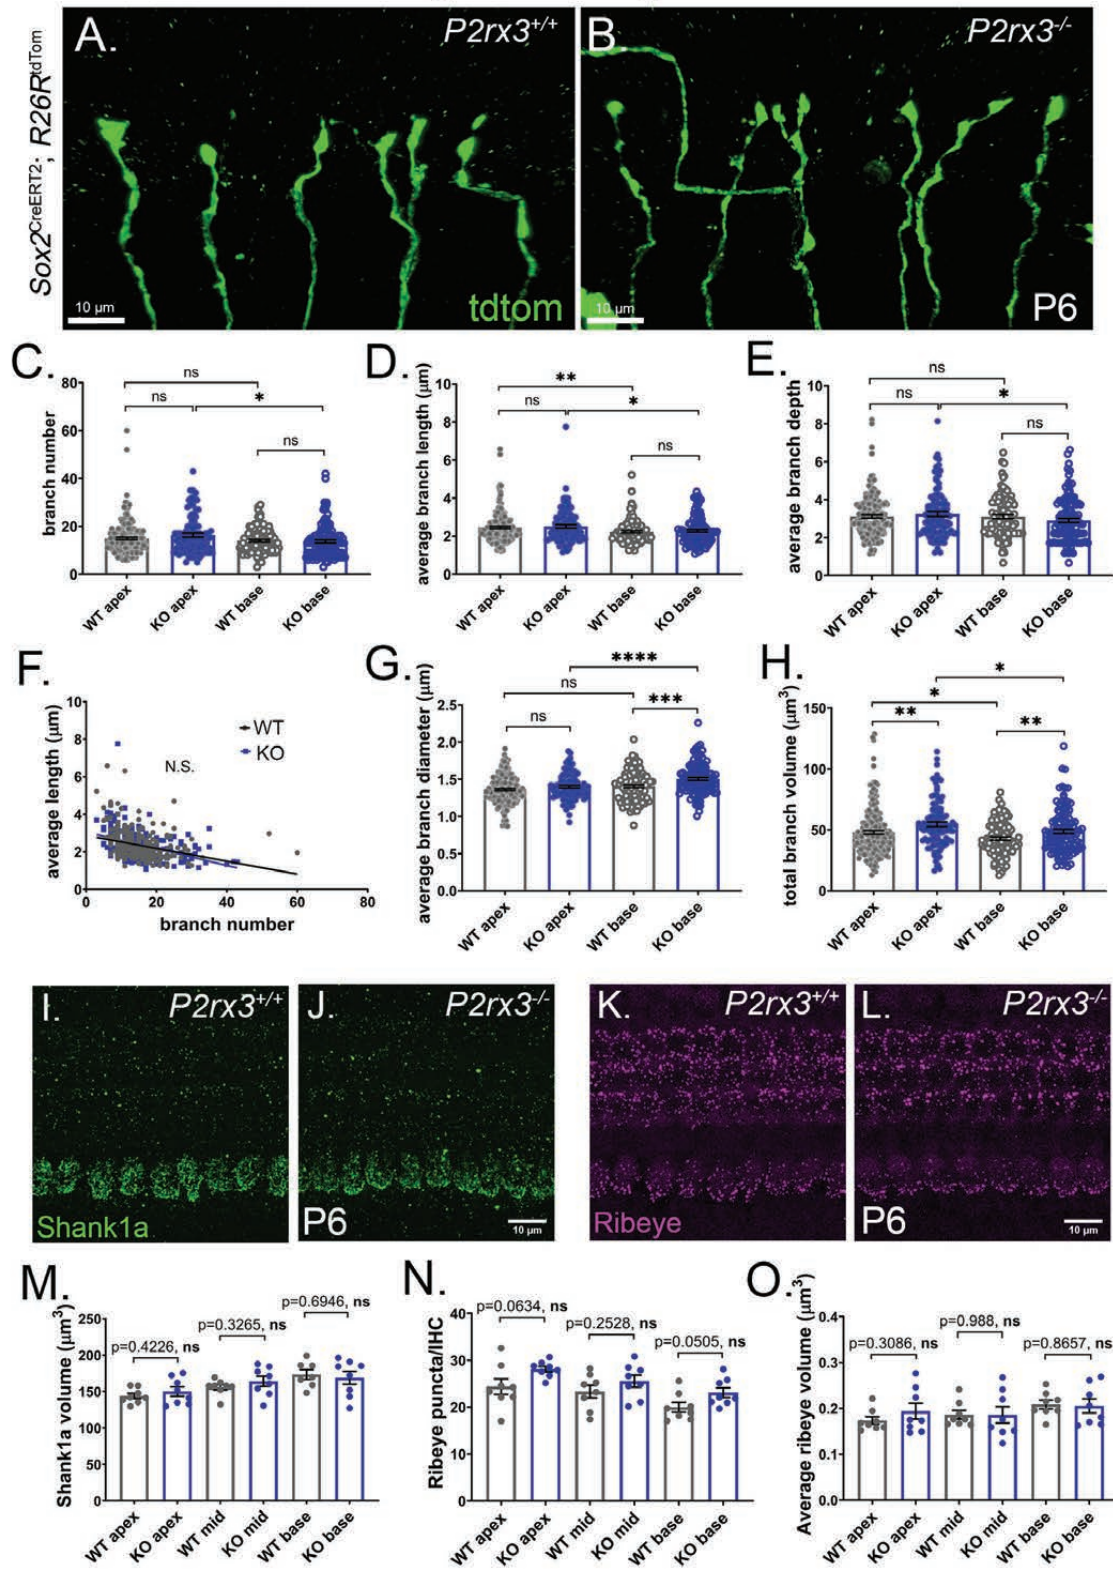 Sox2CreERT2; R26RtdTom
A.
P2rx3+/+
B.
P2rx3-/-
10 µm
tdtom
10 µm
P6
C.
branch number
80
60
40
20
0
ns
ns
*
ns
WT apex
KO apex
WT base
KO base
D.
average branch length (µm)
10
8
6
4
2
0
**
ns
*
ns
WT apex
KO apex
WT base
KO base
E.
average branch depth
10
8
6
4
2
0
ns
ns
*
ns
WT apex
KO apex
WT base
KO base
F.
average length (µm)
10
8
6
4
2
0
WT
KO
N.S.
0
20
40
60
80
branch number
G.
average branch diameter (µm)
2.5
2.0
1.5
1.0
0.5
0.0
****
ns
***
ns
WT apex
KO apex
WT base
KO base
H.
total branch volume (µm3)
150
100
50
0
*
*
**
**
WT apex
KO apex
WT base
KO base
I.
P2rx3+/+
Shank1a
J.
P2rx3-/-
P6
10 µm
K.
P2rx3+/+
Ribeye
L.
P2rx3-/-
P6
10 µm
M.
Shank1a volume (µm3)
250
200
150
100
50
0
p=0.4226, ns
p=0.3265, ns
p=0.6946, ns
WT apex
KO apex
WT mid
KO mid
WT base
KO base
N.
Ribeye puncta/IHC
40
30
20
10
0
p=0.0634, ns
p=0.2528, ns
p=0.0505, ns
WT apex
KO apex
WT mid
KO mid
WT base
KO base
O.
Average ribeye volume (µm3)
0.4
0.3
0.2
0.1
0.0
p=0.3086, ns
p=0.988, ns
p=0.8657, ns
WT apex
KO apex
WT mid
KO mid
WT base
KO base